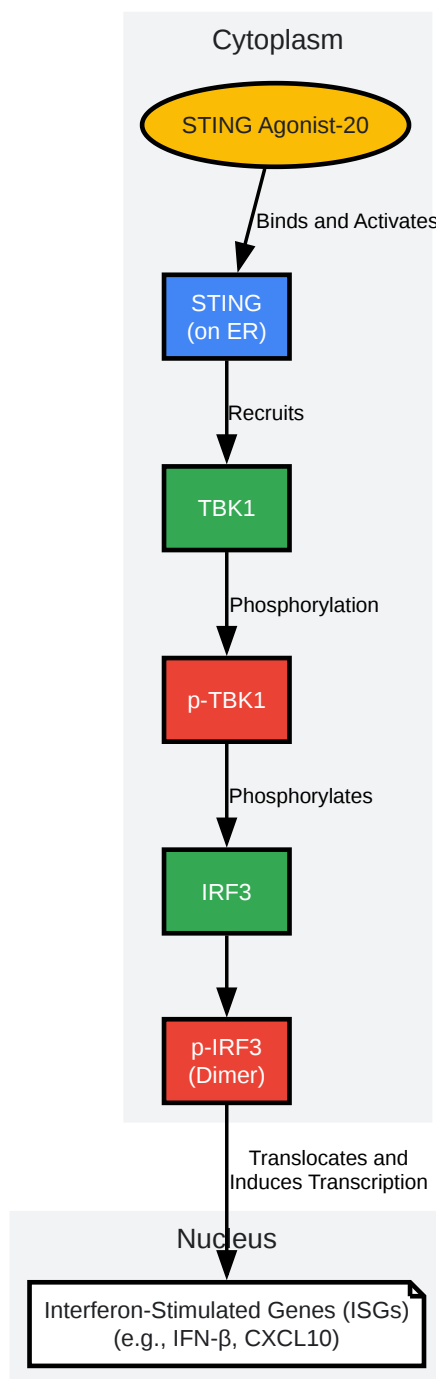 Cytoplasm
STING Agonist-20
Binds and Activates
STING
(on ER)
Recruits
TBK1
Phosphorylation
p-TBK1
Phosphorylates
IRF3
p-IRF3
(Dimer)
Translocates and
Induces Transcription
Nucleus
Interferon-Stimulated Genes (ISGs)
(e.g., IFN-β, CXCL10)